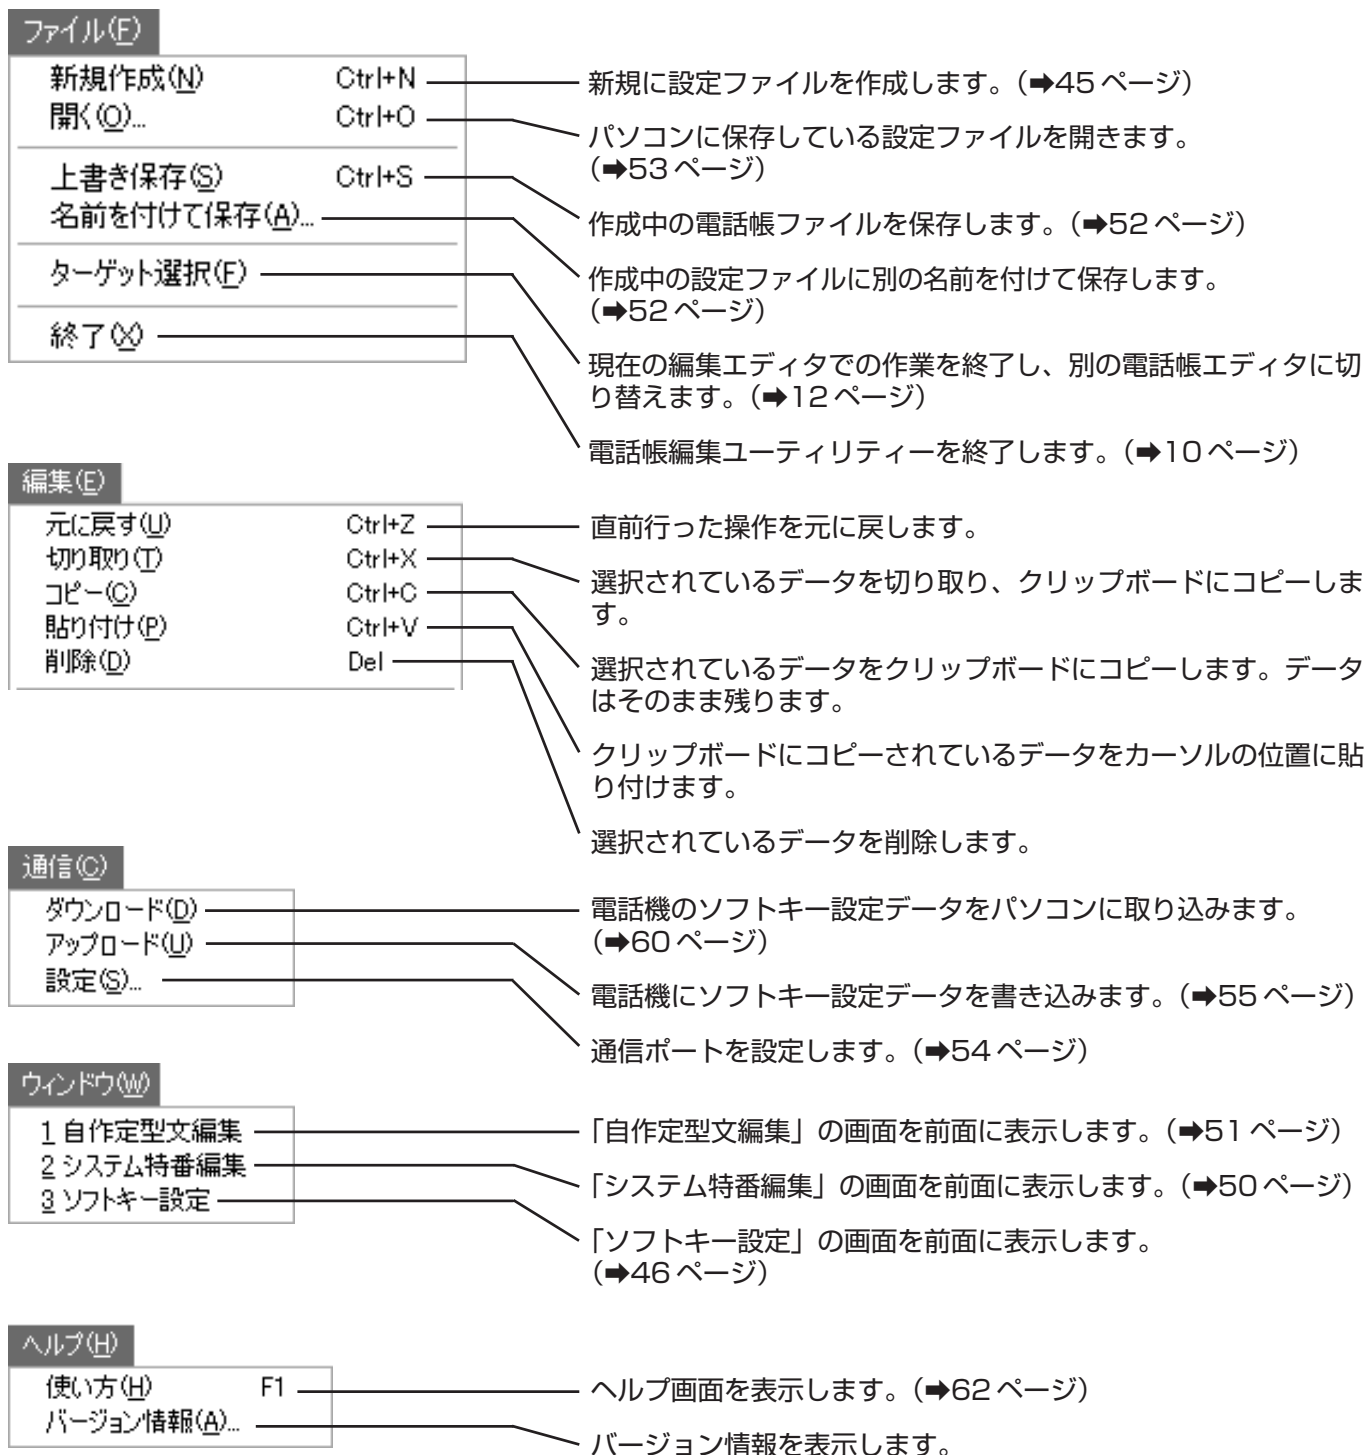 ファイル(F)
新規作成(N) Ctrl+N 新規に設定ファイルを作成します。（➡45 ページ）
開く(O)... Ctrl+O パソコンに保存している設定ファイルを開きます。
（➡53 ページ）
上書き保存(S) Ctrl+S 作成中の電話帳ファイルを保存します。（➡52 ページ）
名前を付けて保存(A)... 作成中の設定ファイルに別の名前を付けて保存します。
（➡52 ページ）
ターゲット選択(F) 現在の編集エディタでの作業を終了し、別の電話帳エディタに切
り替えます。（➡12 ページ）
終了(X) 電話帳編集ユーティリティーを終了します。（➡10 ページ）
編集(E)
元に戻す(U) Ctrl+Z 直前行った操作を元に戻します。
切り取り(T) Ctrl+X 選択されているデータを切り取り、クリップボードにコピーしま
す。
コピー(C) Ctrl+C 選択されているデータをクリップボードにコピーします。データ
はそのまま残ります。
貼り付け(P) Ctrl+V クリップボードにコピーされているデータをカーソルの位置に貼
り付けます。
削除(D) Del 選択されているデータを削除します。
通信(C)
ダウンロード(D) 電話機のソフトキー設定データをパソコンに取り込みます。
（➡60 ページ）
アップロード(U) 電話機にソフトキー設定データを書き込みます。（➡55 ページ）
設定(S)... 通信ポートを設定します。（➡54 ページ）
ウィンドウ(W)
1 自作定型文編集 「自作定型文編集」の画面を前面に表示します。（➡51 ページ）
2 システム特番編集 「システム特番編集」の画面を前面に表示します。（➡50 ページ）
3 ソフトキー設定 「ソフトキー設定」の画面を前面に表示します。
（➡46 ページ）
ヘルプ(H)
使い方(H) F1 ヘルプ画面を表示します。（➡62 ページ）
バージョン情報(A)... バージョン情報を表示します。